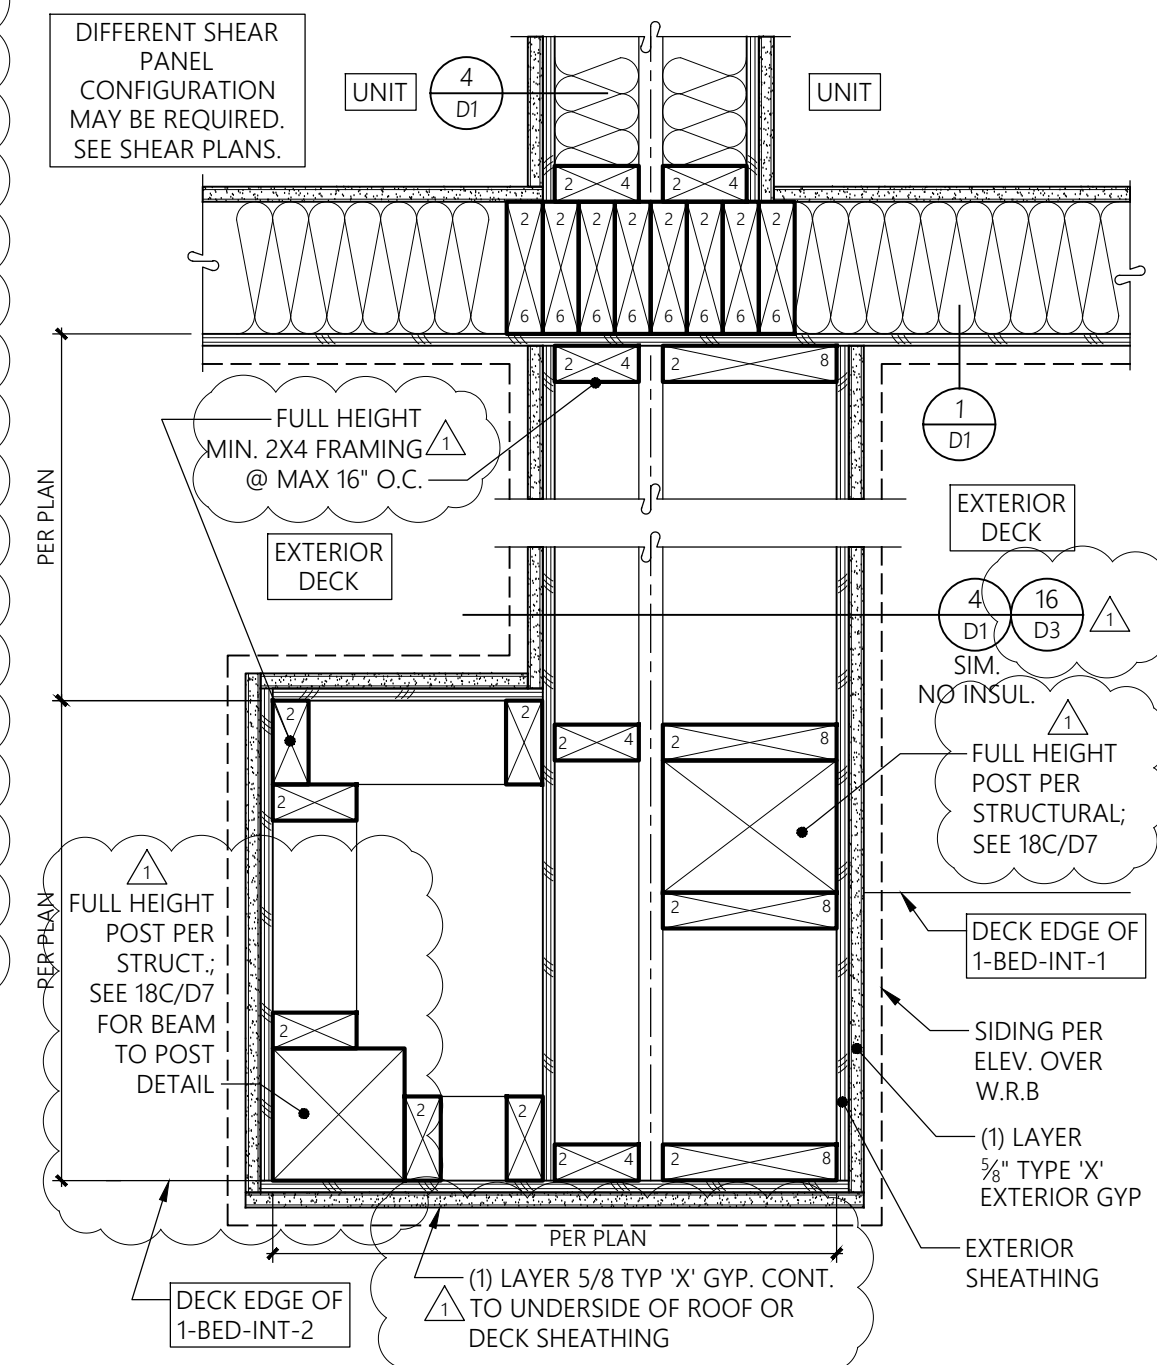 DIFFERENT SHEAR
PANEL
CONFIGURATION
MAY BE REQUIRED.
SEE SHEAR PLANS.
UNIT
4
D1
UNIT
2 4
2 4
2 2 2 2 2 2 2 2
6 6 6 6 6 6 6 6
2 4
2 8
1
D1
FULL HEIGHT
MIN. 2X4 FRAMING
@ MAX 16" O.C.
1
PER PLAN
EXTERIOR
DECK
EXTERIOR
DECK
4
D1
16
D3
1
SIM.
NO INSUL.
2
2
2
2 4
2 8
1
FULL HEIGHT
POST PER
STRUCTURAL;
SEE 18C/D7
2 8
1
FULL HEIGHT
POST PER
STRUCT.;
SEE 18C/D7
FOR BEAM
TO POST
DETAIL
PER PLAN
DECK EDGE OF
1-BED-INT-1
2
2
2
2 4
2 8
SIDING PER
ELEV. OVER
W.R.B
(1) LAYER
⅝" TYPE 'X'
EXTERIOR GYP
EXTERIOR
SHEATHING
PER PLAN
DECK EDGE OF
1-BED-INT-2
1
(1) LAYER 5/8 TYP 'X' GYP. CONT.
TO UNDERSIDE OF ROOF OR
DECK SHEATHING